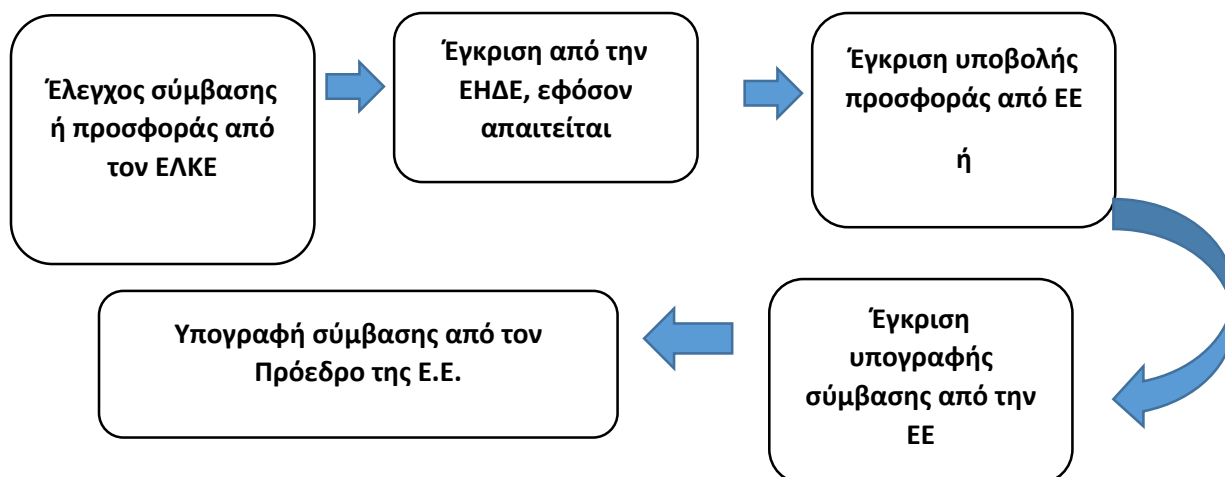 Έλεγχος σύμβασης
ή προσφοράς από
τον ΕΛΚΕ
Έγκριση από την
ΕΗΔΕ, εφόσον
απαιτείται
Έγκριση υποβολής
προσφοράς από ΕΕ
ή
Έγκριση
υπογραφής
σύμβασης από την
ΕΕ
Υπογραφή σύμβασης από τον
Πρόεδρο της Ε.Ε.